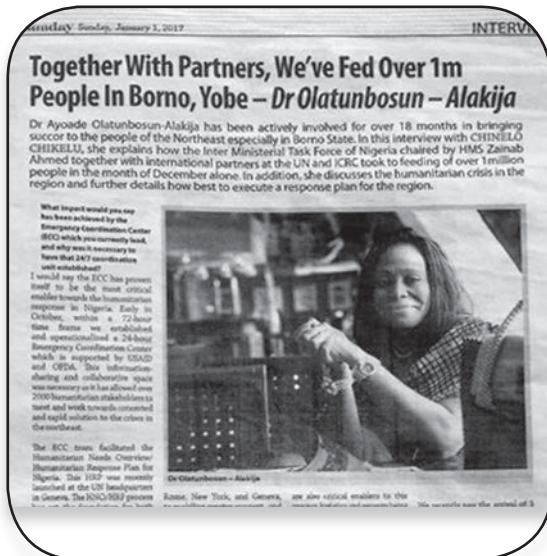 Sunday Sunday, January 1, 2017
INTERV
Together With Partners, We've Fed Over 1m
People In Borno, Yobe – Dr Olatunbosun – Alakija
Dr Ayoade Olatunbosun-Alakija has been actively involved for over 18 months in bringing
succor to the people of the Northeast especially in Borno State. In this interview with CHINELO
CHIKELU, she explains how the Inter Ministerial Task Force of Nigeria chaired by HMS Zainab
Ahmed together with international partners at the UN and ICRC took to feeding of over 1million
people in the month of December alone. In addition, she discusses the humanitarian crisis in the
region and further details how best to execute a response plan for the region.
What impact would you say
has been achieved by the
Emergency Coordination Center
(ECC) which you currently lead,
and why was it necessary to
have that 24/7 coordination
unit established?
I would say the ECC has proven
itself to be the most critical
enabler towards the humanitarian
response in Nigeria. Early in
October, within a 72-hour
time frame we established
and operationalized a 24-hour
Emergency Coordination Center
which is supported by USAID
and OFDA. This information-
sharing and collaborative space
was necessary as it has allowed over
2000 humanitarian stakeholders to
meet and work towards concerted
and rapid solution to the crises in
the northeast.
The ECC team facilitated the
Humanitarian Needs Overview/
Humanitarian Response Plan for
Nigeria. This HRP was recently
launched at the UN headquarters
in Geneva. The HNO/HRP process
Dr Olatunbosun – Alakija
Rome, New York, and Geneva,
are also critical enablers to this